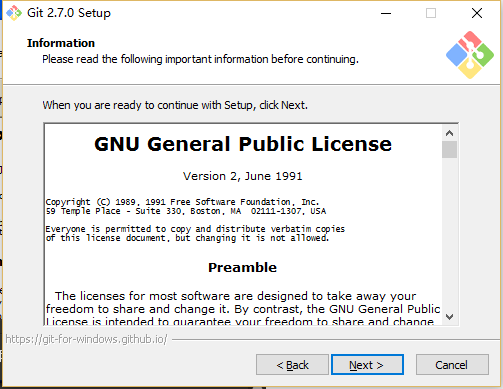 Git 2.7.0 Setup
Information
Please read the following important information before continuing.
When you are ready to continue with Setup, click Next.
GNU General Public License
Version 2, June 1991
Copyright (C) 1989, 1991 Free Software Foundation, Inc.
59 Temple Place - Suite 330, Boston, MA  02111-1307, USA
Everyone is permitted to copy and distribute verbatim copies
of this license document, but changing it is not allowed.
Preamble
The licenses for most software are designed to take away your
freedom to share and change it. By contrast, the GNU General Public
License is intended to guarantee your freedom to share and change
https://git-for-windows.github.io/
< Back
Next >
Cancel